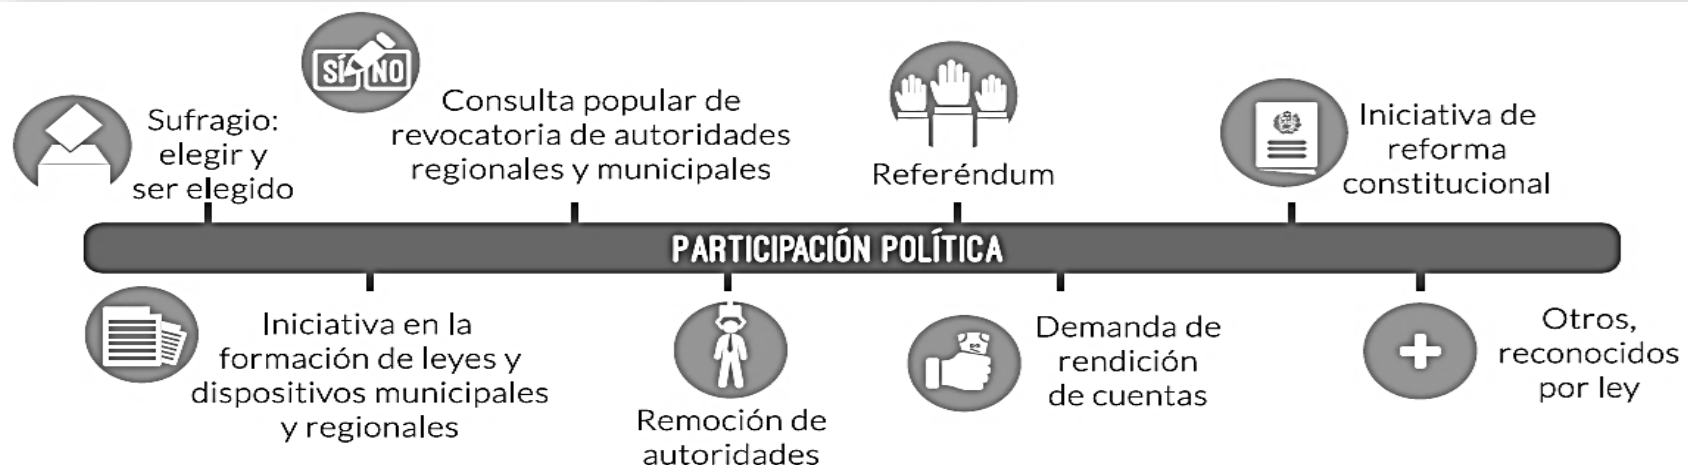 SÍ NO
Sufragio:
elegir y
ser elegido
Consulta popular de
revocatoria de autoridades
regionales y municipales
Referéndum
Iniciativa de
reforma
constitucional
PARTICIPACIÓN POLÍTICA
Iniciativa en la
formación de leyes y
dispositivos municipales
y regionales
Remoción de
autoridades
Demanda de
rendición
de cuentas
Otros,
reconocidos
por ley